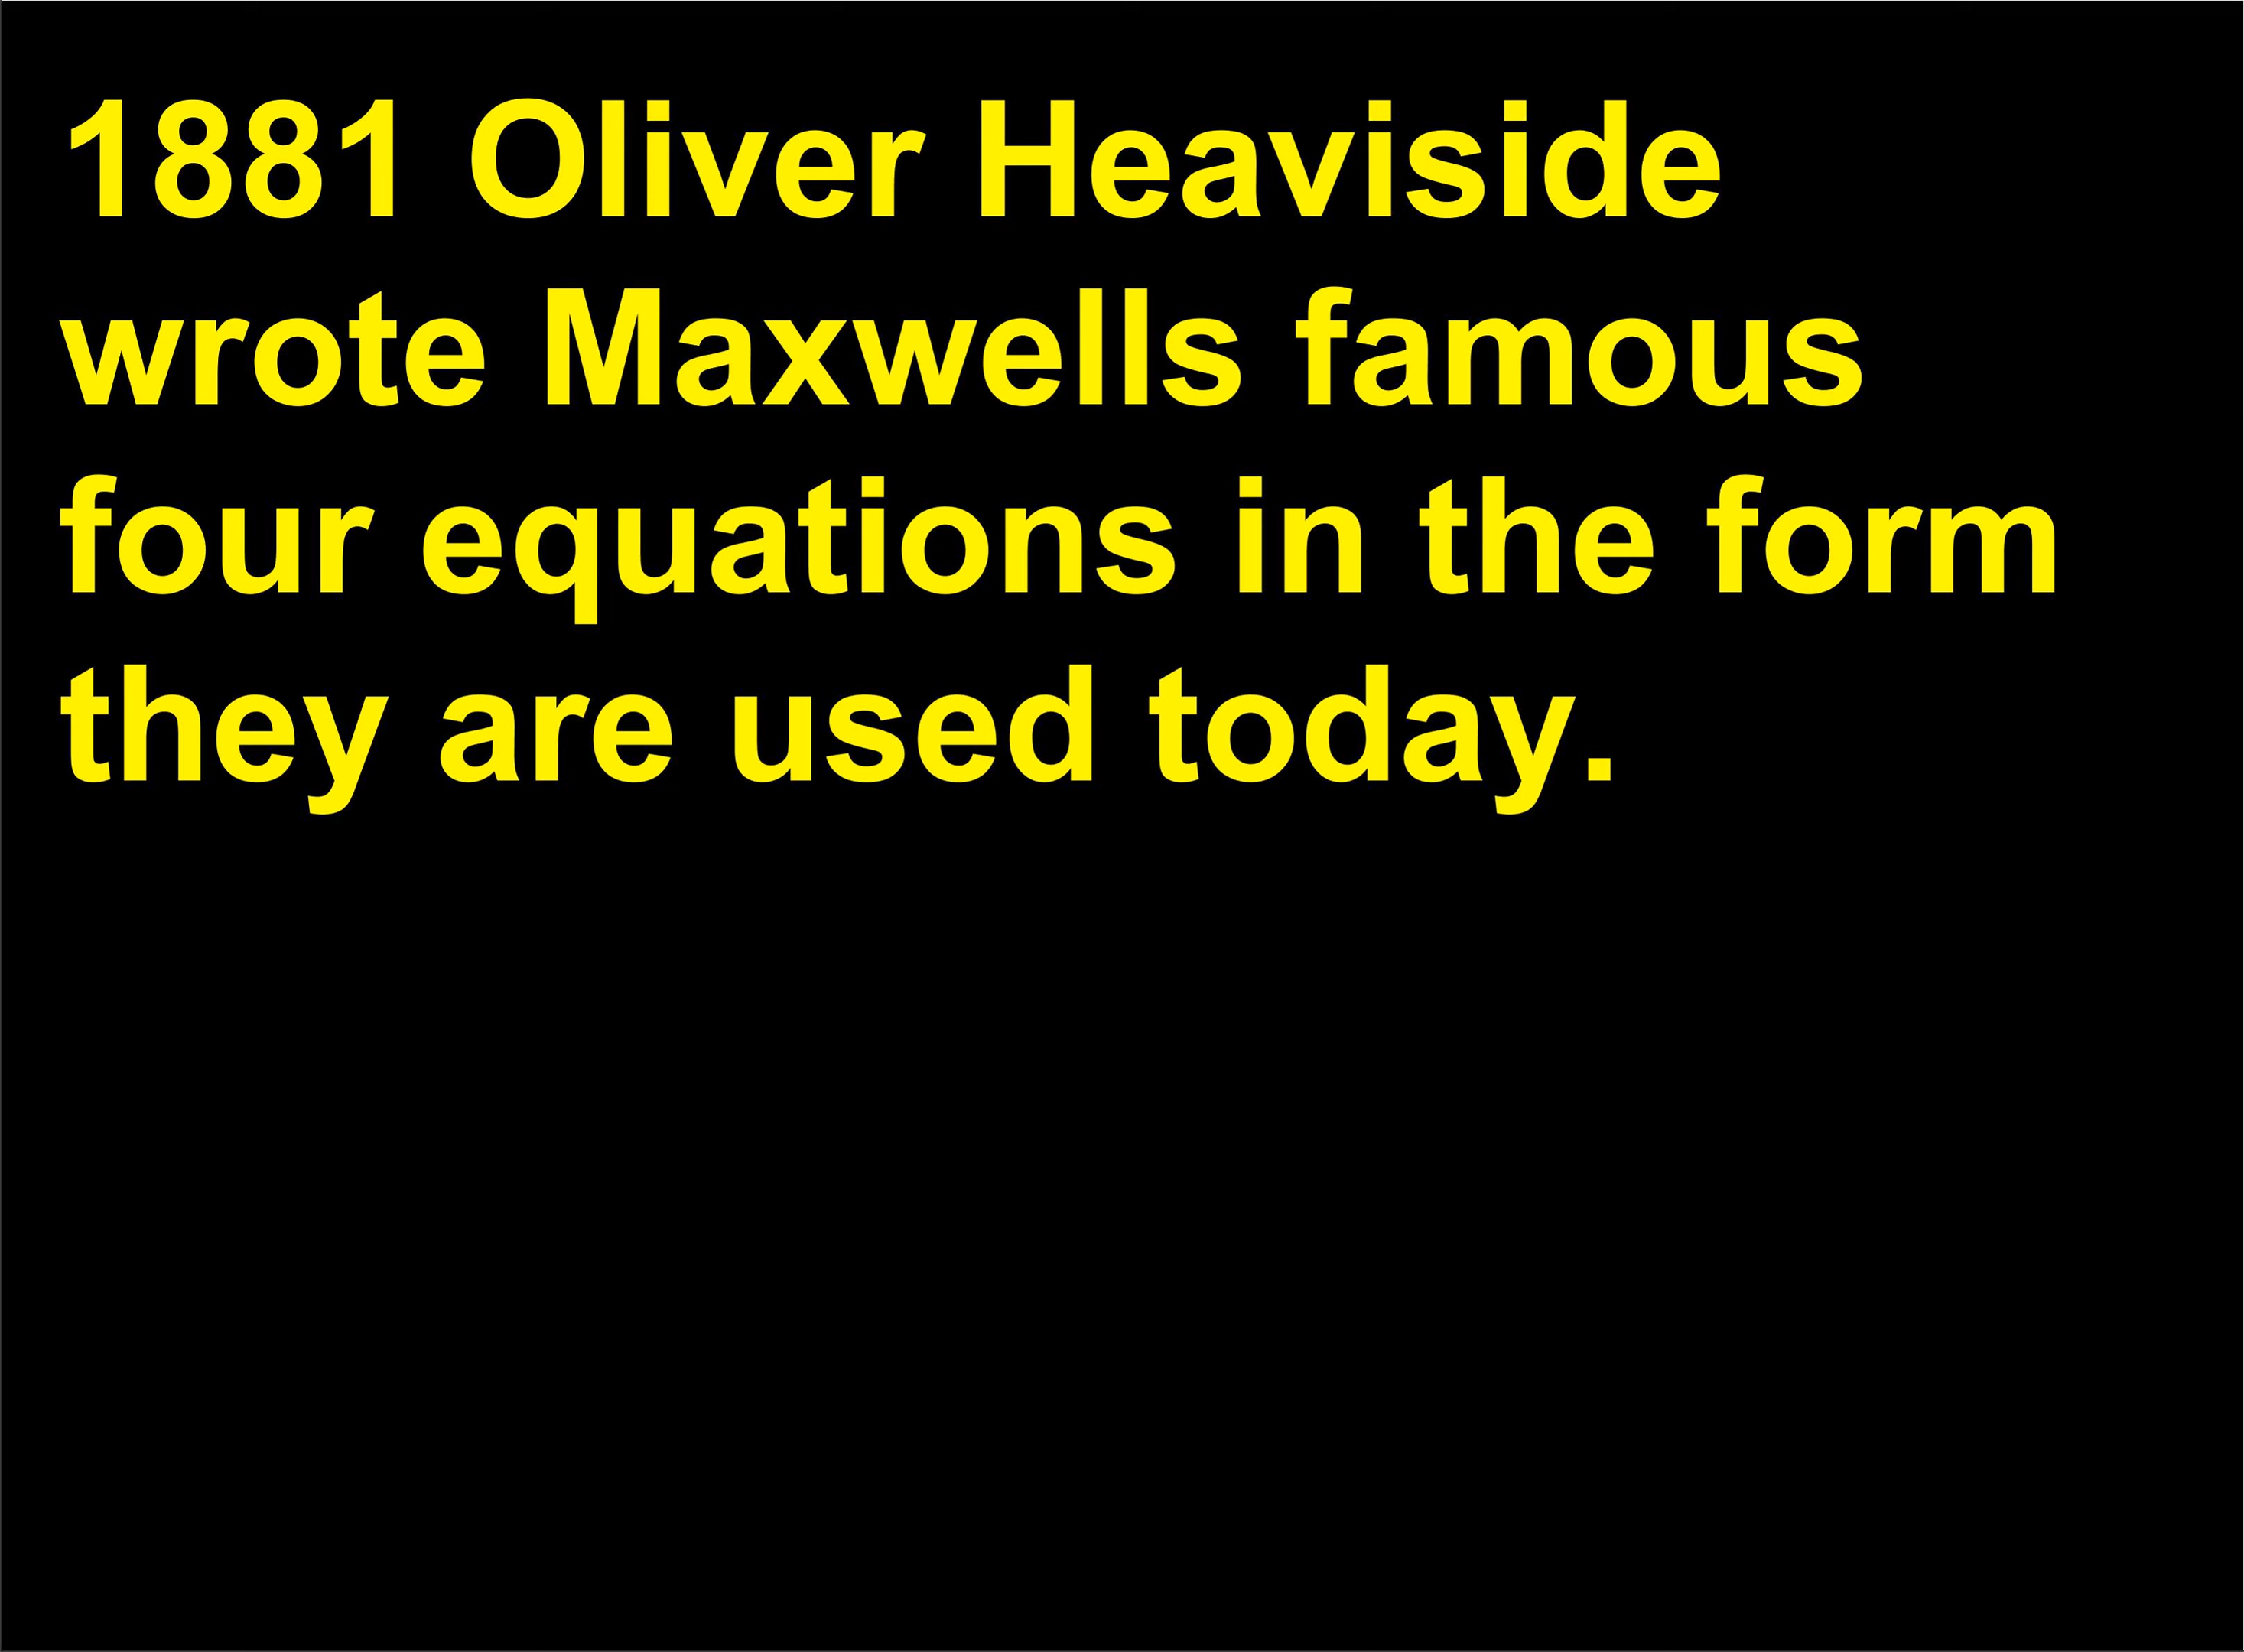 1881 Oliver Heaviside
wrote Maxwells famous
four equations in the form
they are used today.